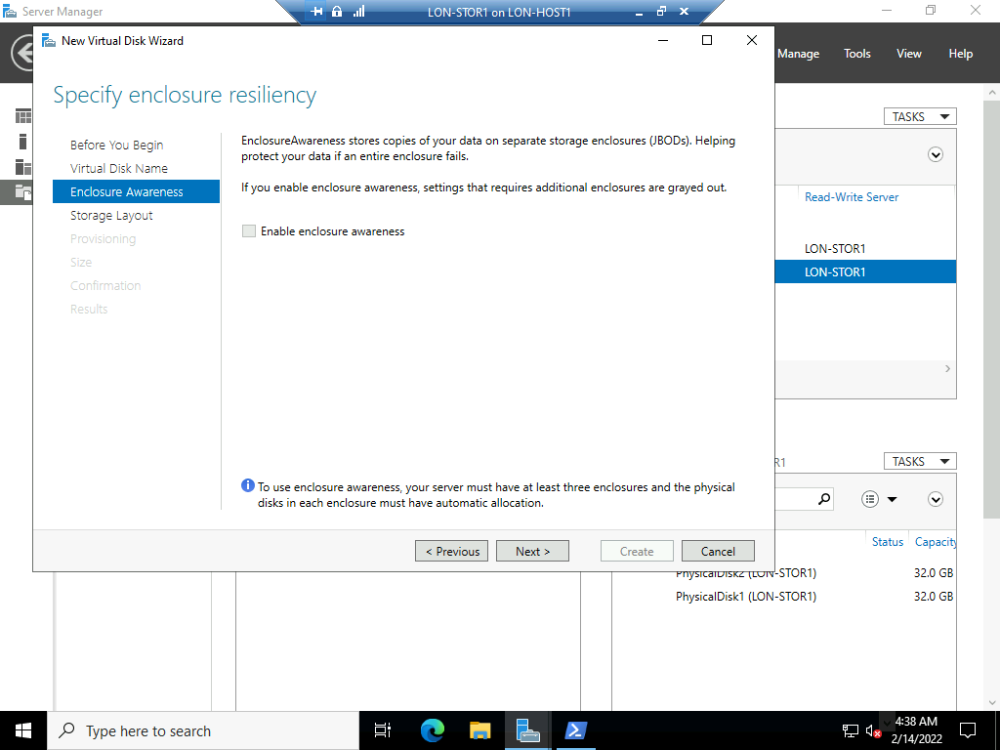 Server Manager
LON-STOR1 on LON-HOST1
New Virtual Disk Wizard
Manage
Tools
View
Help
Specify enclosure resiliency
Before You Begin
Virtual Disk Name
Enclosure Awareness
Storage Layout
Provisioning
Size
Confirmation
Results
EnclosureAwareness stores copies of your data on separate storage enclosures (JBODs). Helping
protect your data if an entire enclosure fails.
If you enable enclosure awareness, settings that requires additional enclosures are grayed out.
Enable enclosure awareness
To use enclosure awareness, your server must have at least three enclosures and the physical
disks in each enclosure must have automatic allocation.
< Previous
Next >
Create
Cancel
TASKS
Read-Write Server
LON-STOR1
LON-STOR1
R1
TASKS
Status
Capacity
PhysicalDisk2 (LON-STOR1)
32.0 GB
PhysicalDisk1 (LON-STOR1)
32.0 GB
Type here to search
4:38 AM
2/14/2022